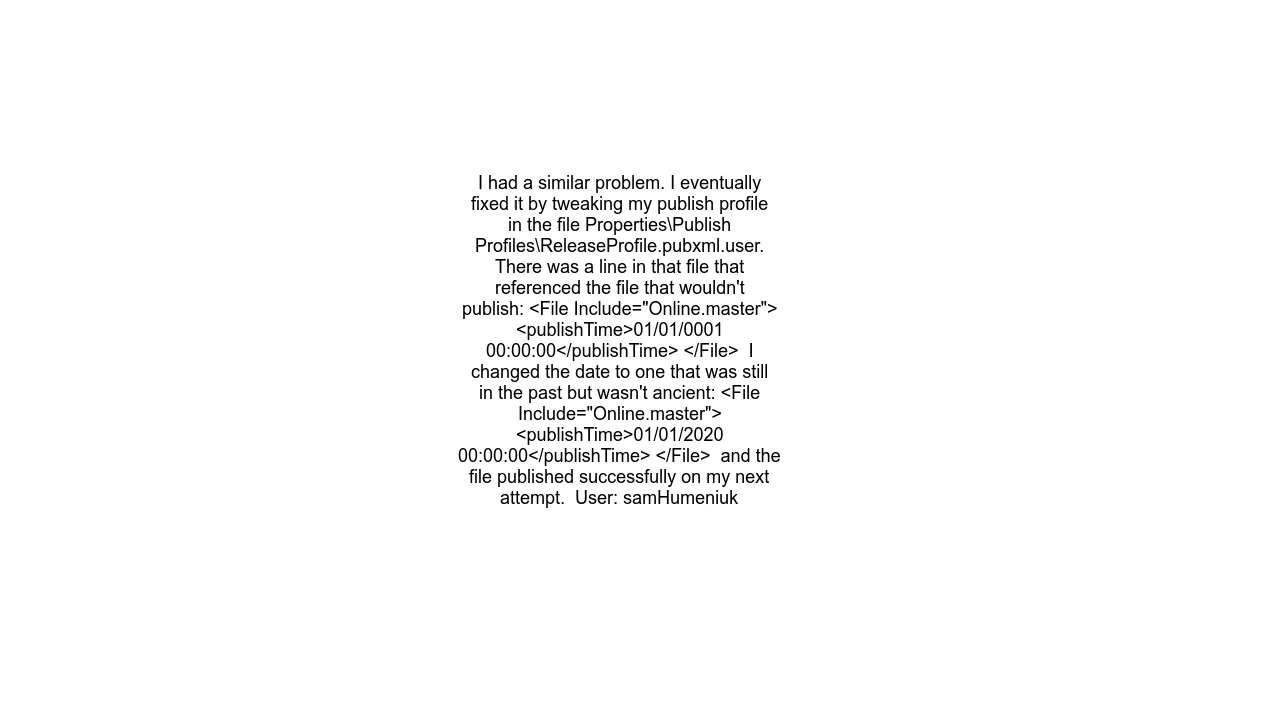 I had a similar problem. I eventually
fixed it by tweaking my publish profile
in the file Properties\Publish
Profiles\ReleaseProfile.pubxml.user.
There was a line in that file that
referenced the file that wouldn't
publish: <File Include="Online.master">
<publishTime>01/01/0001
00:00:00</publishTime> </File>  I
changed the date to one that was still
in the past but wasn't ancient: <File
Include="Online.master">
<publishTime>01/01/2020
00:00:00</publishTime> </File>  and the
file published successfully on my next
attempt.  User: samHumeniuk